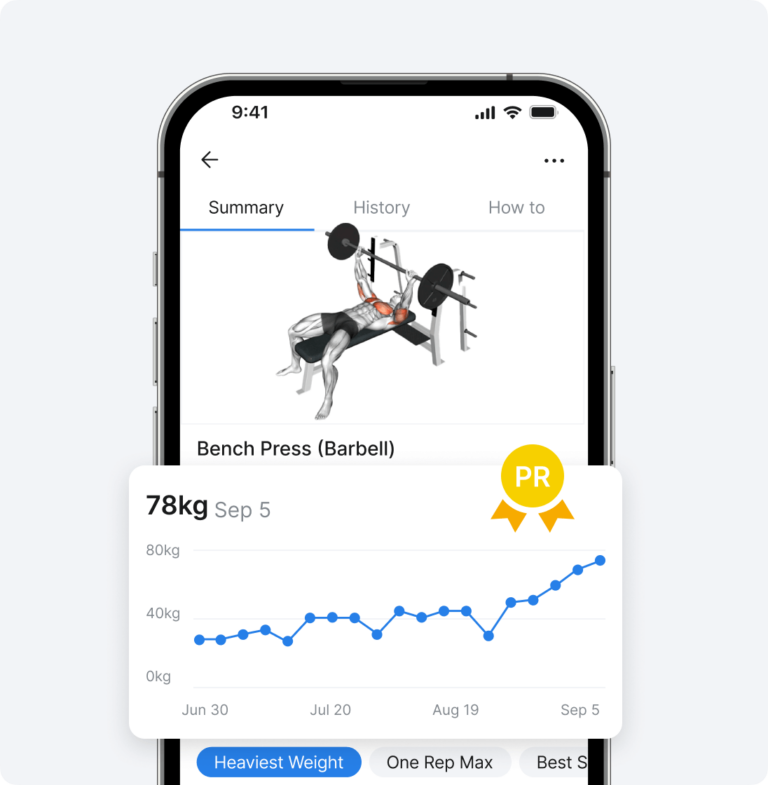 9:41
Summary History How to
Bench Press (Barbell)
PR
78kg Sep 5
80kg
40kg
0kg
Jun 30 Jul 20 Aug 19 Sep 5
Heaviest Weight One Rep Max Best S